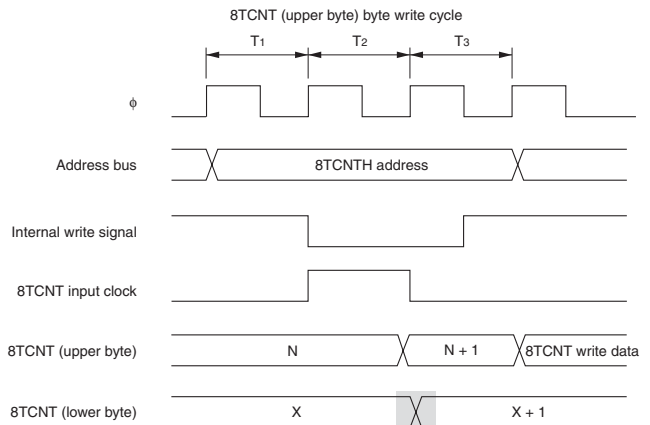 8TCNT (upper byte) byte write cycle
T1 T2 T3
φ
Address bus 8TCNTH address
Internal write signal
8TCNT input clock
8TCNT (upper byte) N N + 1 8TCNT write data
8TCNT (lower byte) X X + 1